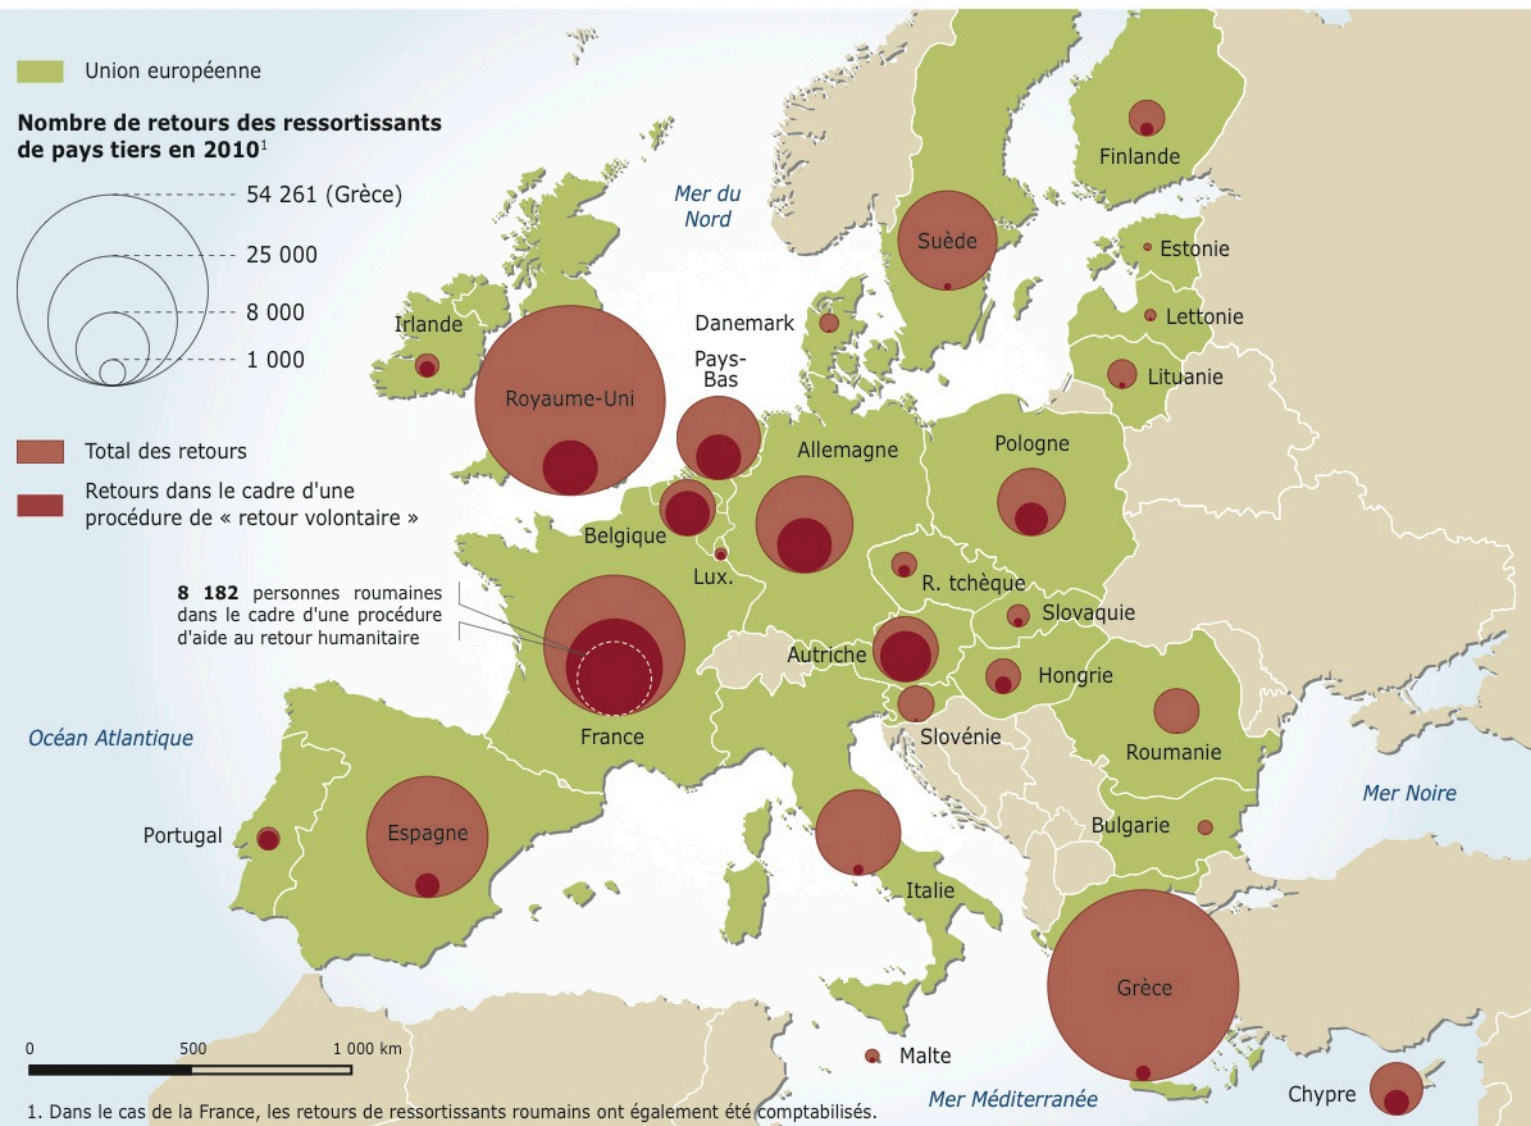 Union européenne
Nombre de retours des ressortissants
de pays tiers en 2010¹
54 261 (Grèce)
25 000
8 000
1 000
Total des retours
Retours dans le cadre d'une
procédure de « retour volontaire »
8 182 personnes roumaines
dans le cadre d'une procédure
d'aide au retour humanitaire
Mer du
Nord
Finlande
Suède
Estonie
Lettonie
Lituanie
Irlande
Danemark
Pays-
Bas
Royaume-Uni
Allemagne
Pologne
Belgique
Lux.
R. tchèque
Slovaquie
Autriche
Hongrie
France
Slovénie
Roumanie
Océan Atlantique
Mer Noire
Portugal
Espagne
Bulgarie
Italie
Grèce
Malte
Mer Méditerranée
Chypre
0 500 1 000 km
1. Dans le cas de la France, les retours de ressortissants roumains ont également été comptabilisés.